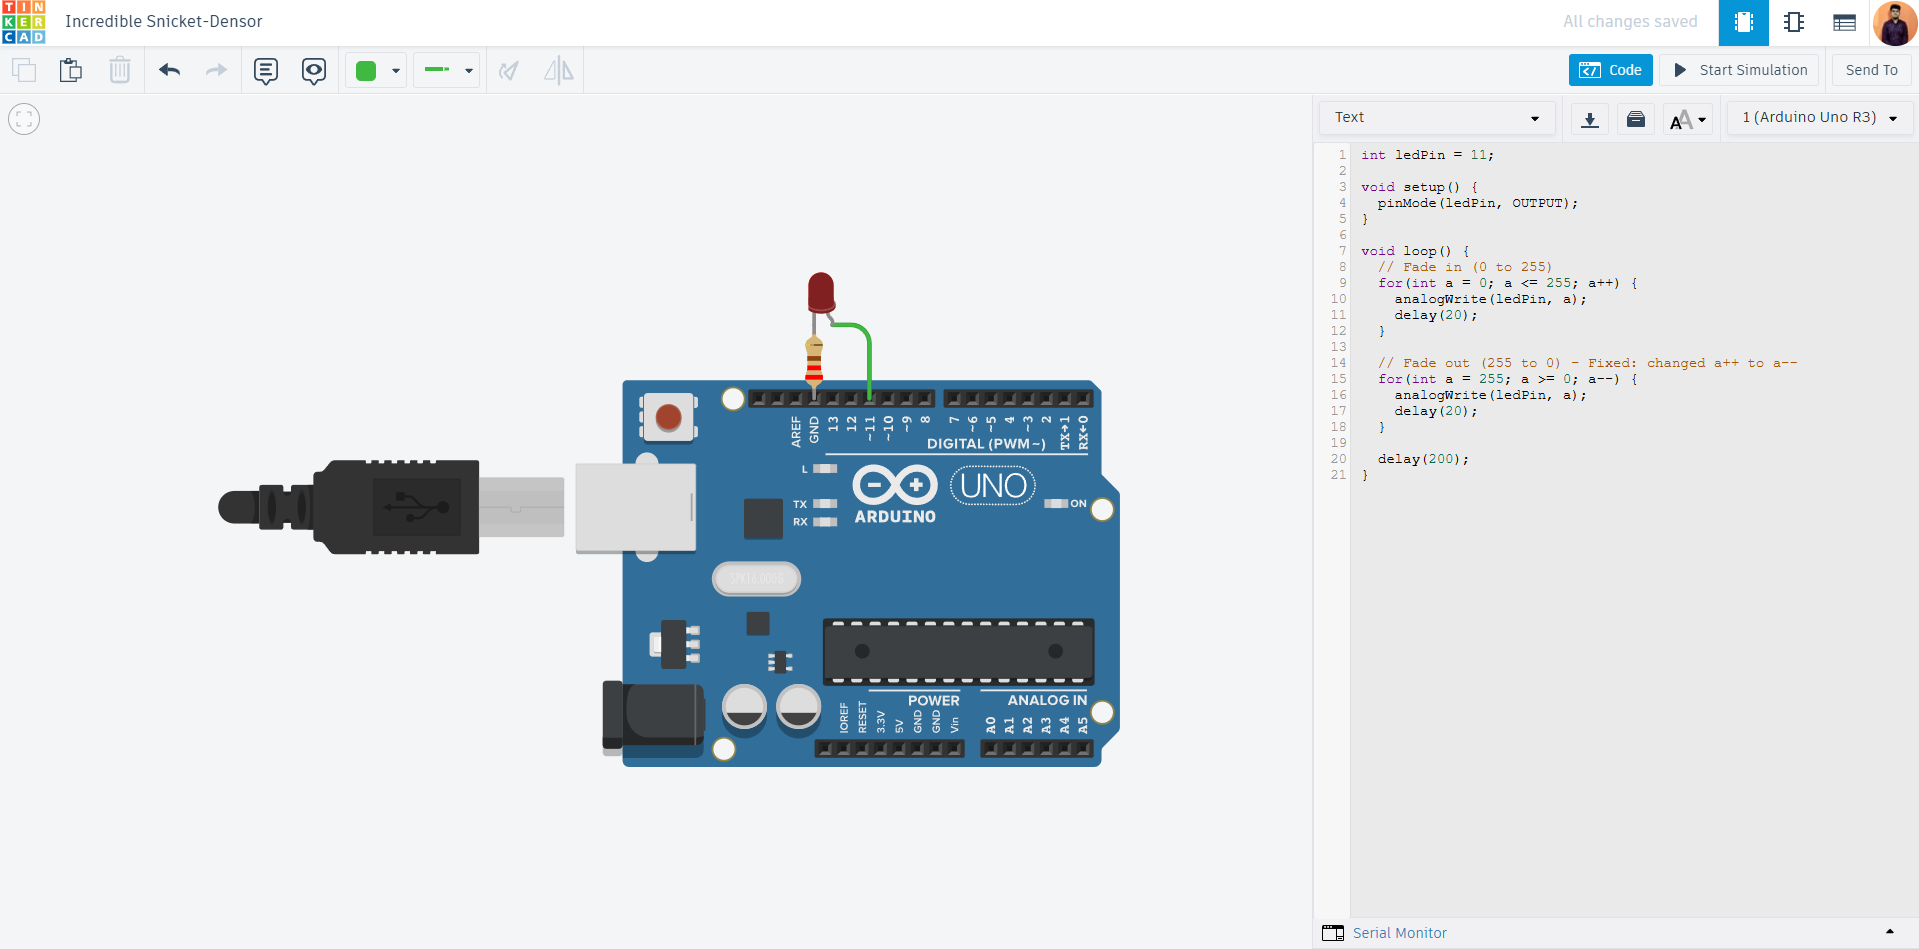 TIN
KER
CAD
Incredible Snicket-Densor
All changes saved
Code
Start Simulation
Send To
Text
1 (Arduino Uno R3)
1 int ledPin = 11;
2
3 void setup() {
4 pinMode(ledPin, OUTPUT);
5 }
6
7 void loop() {
8 // Fade in (0 to 255)
9 for(int a = 0; a <= 255; a++) {
10 analogWrite(ledPin, a);
11 delay(20);
12 }
13
14 // Fade out (255 to 0) - Fixed: changed a++ to a--
15 for(int a = 255; a >= 0; a--) {
16 analogWrite(ledPin, a);
17 delay(20);
18 }
19
20 delay(200);
21 }
AREF
GND
13
12
~11
~10
~9
8
7
~6
~5
4
~3
2
TX→1
RX←0
DIGITAL (PWM~)
L
TX
RX
ARDUINO
UNO
ON
SPK16.000G
POWER
ANALOG IN
IOREF
RESET
3.3V
5V
GND
GND
Vin
A0
A1
A2
A3
A4
A5
Serial Monitor